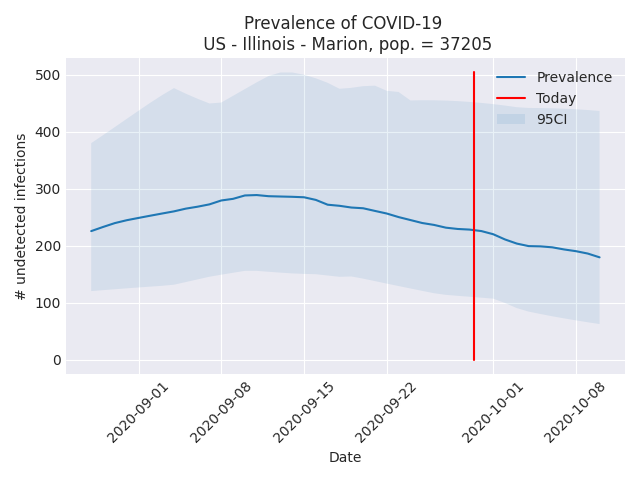 Prevalence of COVID-19
US - Illinois - Marion, pop. = 37205
# undetected infections
500
400
300
200
100
0
Prevalence
Today
95CI
2020-09-01
2020-09-08
2020-09-15
2020-09-22
2020-10-01
2020-10-08
Date